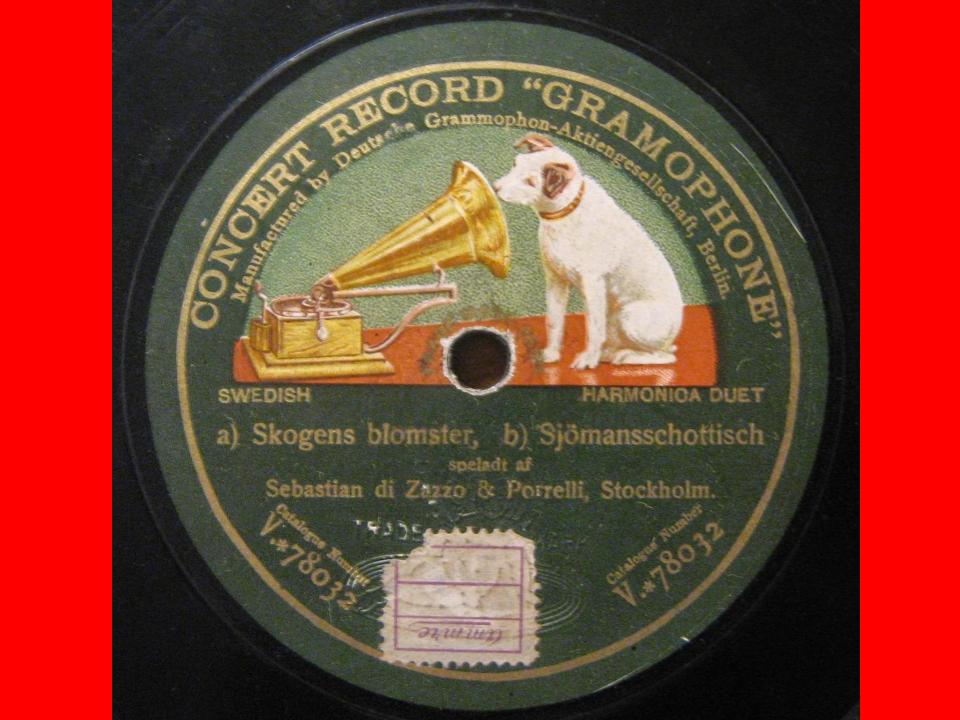 CONCERT RECORD “GRAMOPHONE”
Manufactured by Deutsche Grammophon-Aktiengesellschaft, Berlin.
SWEDISH HARMONICA DUET
a) Skogens blomster, b) Sjömansschottisch
speladt af
Sebastian di Zazzo & Porrelli, Stockholm.
TRADE
Catalogue Number
V.*78032
Catalogue Number
V.*78032